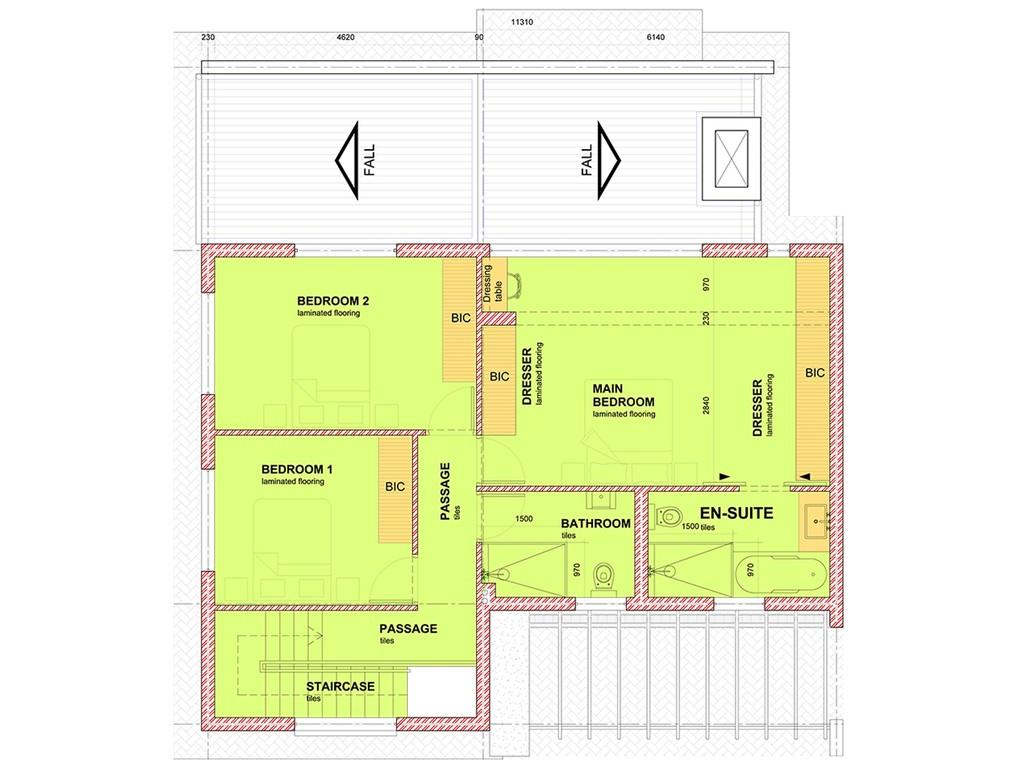 11310
230
4620
90
6140
FALL
FALL
BEDROOM 2
laminated flooring
BIC
Dressing
table
970
230
BIC
DRESSER
laminated flooring
MAIN
BEDROOM
laminated flooring
2840
DRESSER
laminated flooring
BIC
BEDROOM 1
laminated flooring
BIC
PASSAGE
tiles
1500
BATHROOM
tiles
970
EN-SUITE
1500
tiles
970
PASSAGE
tiles
STAIRCASE
tiles